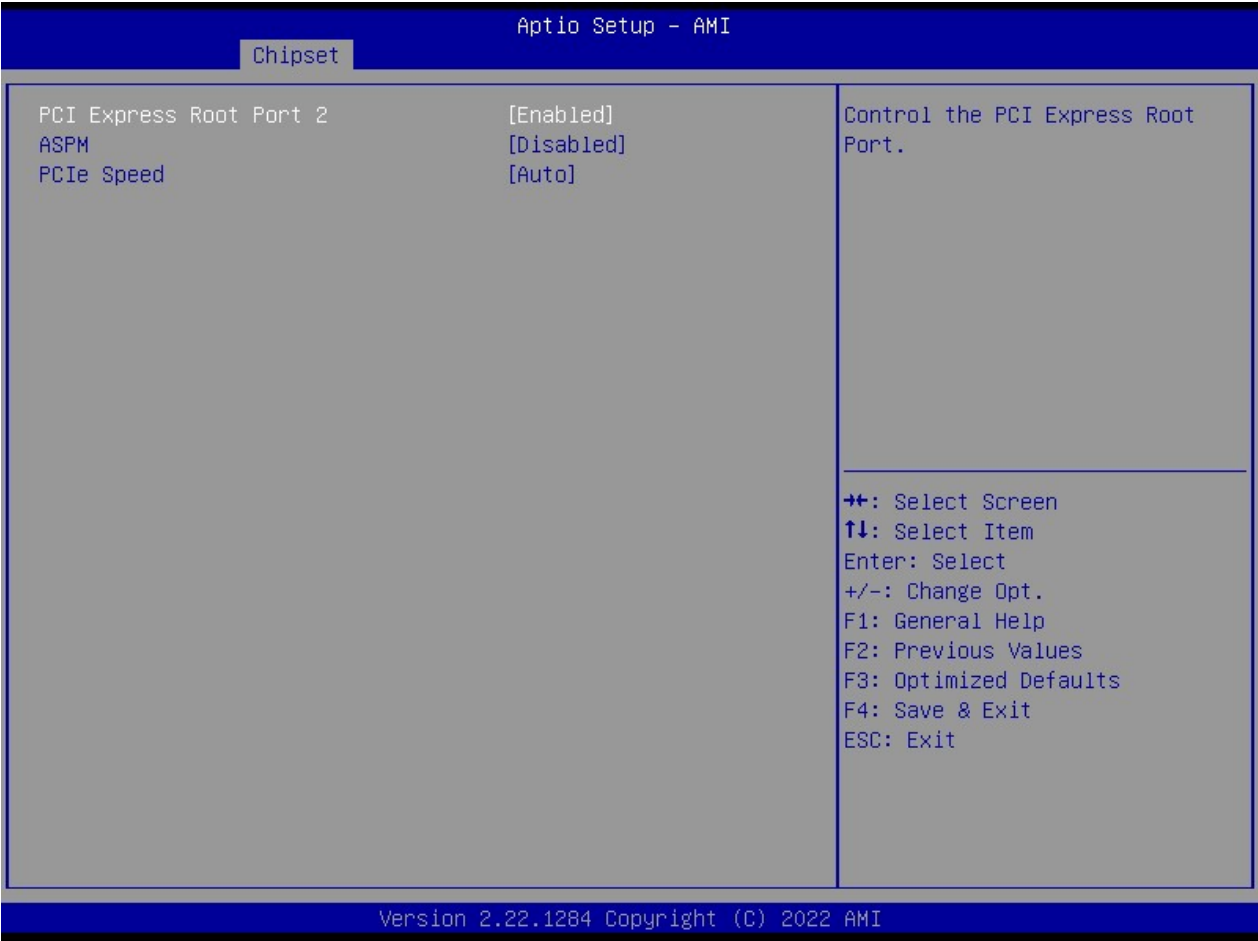 Aptio Setup – AMI
Chipset
PCI Express Root Port 2 [Enabled]
ASPM [Disabled]
PCIe Speed [Auto]
Control the PCI Express Root
Port.
→←: Select Screen
↑↓: Select Item
Enter: Select
+/-: Change Opt.
F1: General Help
F2: Previous Values
F3: Optimized Defaults
F4: Save & Exit
ESC: Exit
Version 2.22.1284 Copyright (C) 2022 AMI